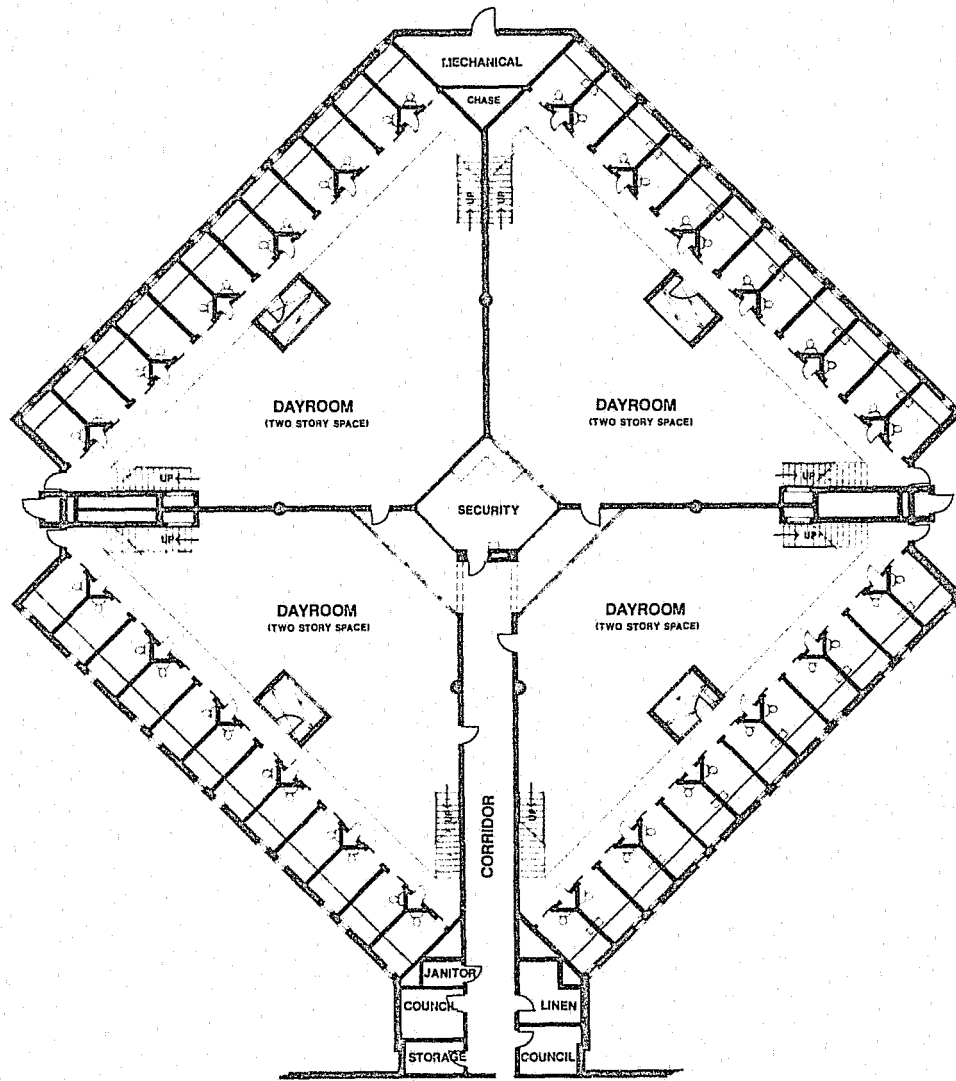 MECHANICAL
CHASE
UP
UP
DAYROOM
(TWO STORY SPACE)
DAYROOM
(TWO STORY SPACE)
UP
UP
SECURITY
UP
UP
DAYROOM
(TWO STORY SPACE)
DAYROOM
(TWO STORY SPACE)
UP
UP
CORRIDOR
JANITOR
COUNCIL
LINEN
STORAGE
COUNCIL